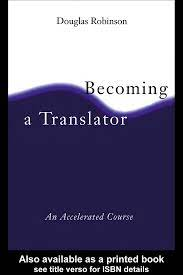 Douglas Robinson
Becoming
a Translator
An Accelerated Course
Also available as a printed book
see title verso for ISBN details